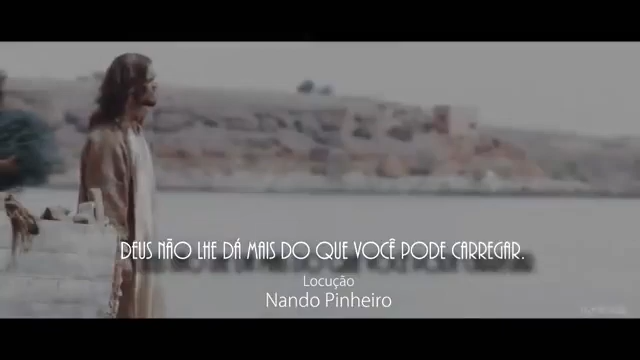 DEUS NÃO LHE DÁ MAIS DO QUE VOCÊ PODE CARREGAR.
Locução
Nando Pinheiro